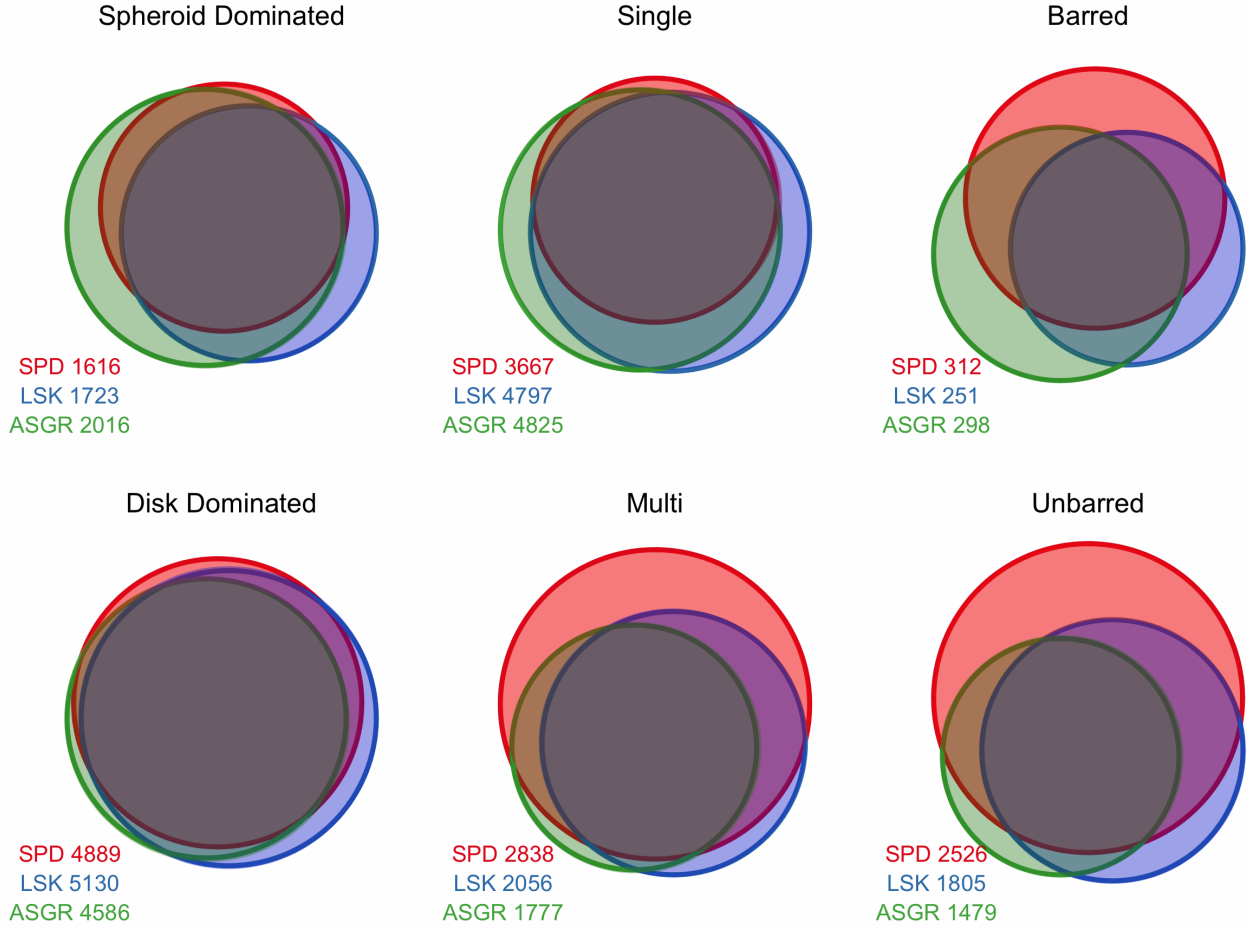 Spheroid Dominated
SPD 1616
LSK 1723
ASGR 2016
Single
SPD 3667
LSK 4797
ASGR 4825
Barred
SPD 312
LSK 251
ASGR 298
Disk Dominated
SPD 4889
LSK 5130
ASGR 4586
Multi
SPD 2838
LSK 2056
ASGR 1777
Unbarred
SPD 2526
LSK 1805
ASGR 1479